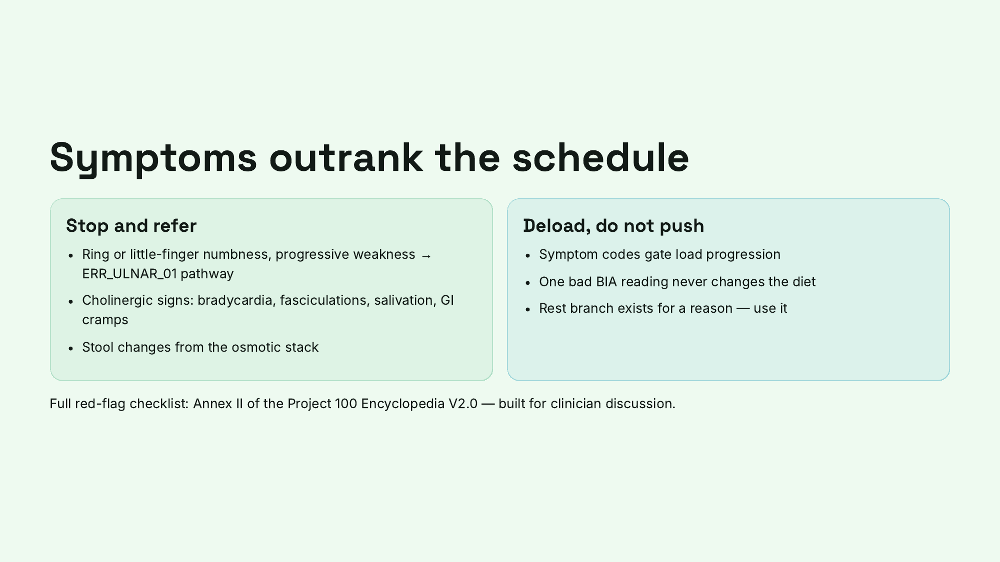 Symptoms outrank the schedule
Stop and refer
• Ring or little-finger numbness, progressive weakness →
ERR_ULNAR_01 pathway
• Cholinergic signs: bradycardia, fasciculations, salivation, GI
cramps
• Stool changes from the osmotic stack
Deload, do not push
• Symptom codes gate load progression
• One bad BIA reading never changes the diet
• Rest branch exists for a reason — use it
Full red-flag checklist: Annex II of the Project 100 Encyclopedia V2.0 — built for clinician discussion.